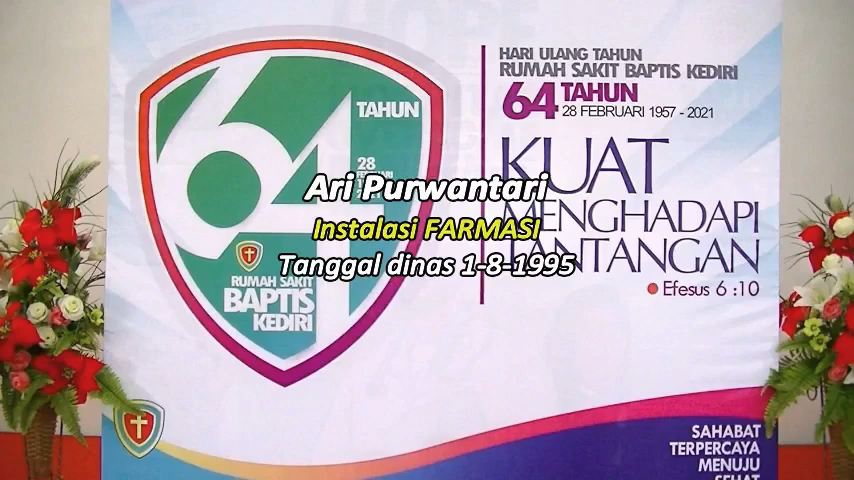 64
TAHUN
28
RUMAH SAKIT
BAPTIS
KEDIRI
HARI ULANG TAHUN
RUMAH SAKIT BAPTIS KEDIRI
64 TAHUN
28 FEBRUARI 1957 - 2021
KUAT
MENGHADAPI
TANTANGAN
Efesus 6 :10
Ari Purwantari
Instalasi FARMASI
Tanggal dinas 1-8-1995
SAHABAT
TERPERCAYA
MENUJU
SEHAT